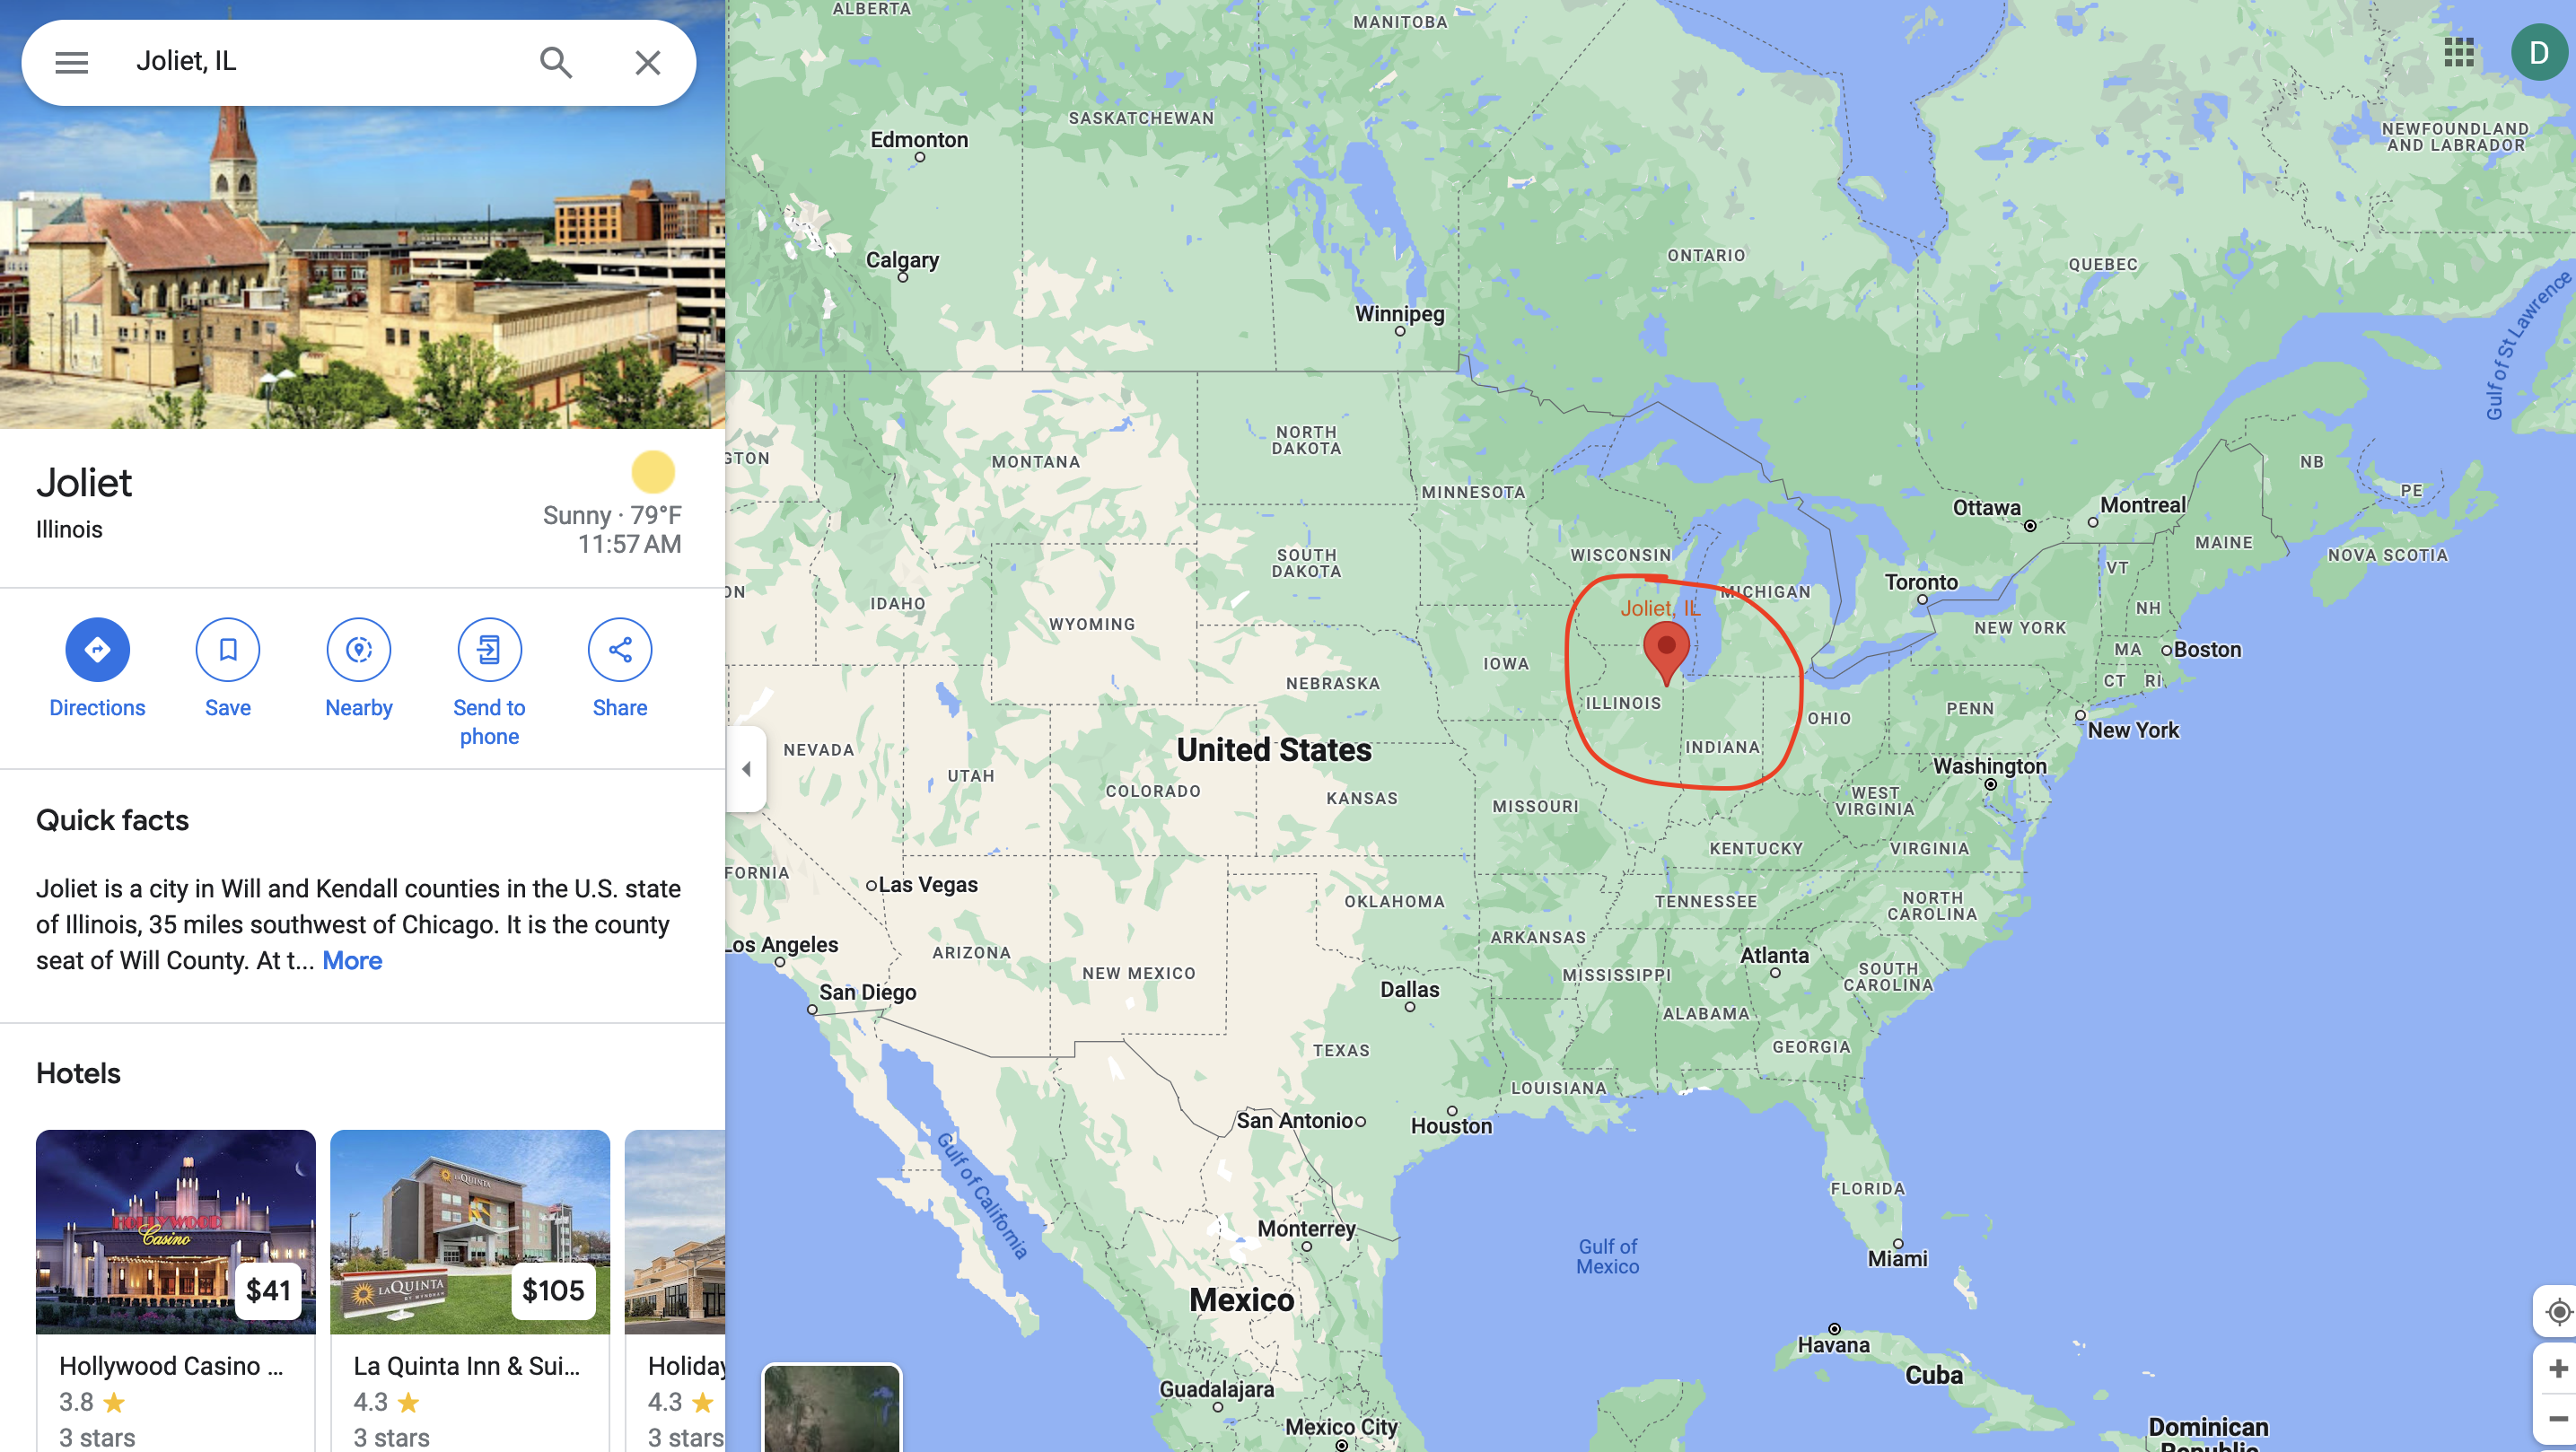 Joliet, IL
D
Joliet
Illinois
Sunny · 79°F
11:57 AM
Directions
Save
Nearby
Send to
phone
Share
Quick facts
Joliet is a city in Will and Kendall counties in the U.S. state
of Illinois, 35 miles southwest of Chicago. It is the county
seat of Will County. At t... More
Hotels
HOLLYWOOD
Casino
$41
LAQUINTA
LAQUINTA
BY WYNDHAM
$105
Hollywood Casino ...
3.8
3 stars
La Quinta Inn & Sui...
4.3
3 stars
Holiday
4.3
3 stars
ALBERTA
MANITOBA
SASKATCHEWAN
Edmonton
NEWFOUNDLAND
AND LABRADOR
Calgary
ONTARIO
QUEBEC
Winnipeg
Gulf of St Lawrence
GTON
MONTANA
NORTH
DAKOTA
MINNESOTA
NB
PE
Ottawa
Montreal
MAINE
NOVA SCOTIA
SOUTH
DAKOTA
WISCONSIN
VT
ON
IDAHO
WYOMING
MICHIGAN
Toronto
NH
Joliet, IL
NEW YORK
MA
Boston
IOWA
CT
RI
NEBRASKA
ILLINOIS
OHIO
PENN
New York
NEVADA
United States
INDIANA
UTAH
Washington
COLORADO
KANSAS
MISSOURI
WEST
VIRGINIA
KENTUCKY
VIRGINIA
FORNIA
Las Vegas
OKLAHOMA
TENNESSEE
NORTH
CAROLINA
Los Angeles
ARIZONA
ARKANSAS
NEW MEXICO
MISSISSIPPI
Atlanta
SOUTH
CAROLINA
San Diego
Dallas
ALABAMA
TEXAS
GEORGIA
LOUISIANA
San Antonio
Houston
Gulf of California
FLORIDA
Monterrey
Gulf of
Mexico
Miami
Mexico
Havana
Cuba
Guadalajara
Mexico City
Dominican
Republic